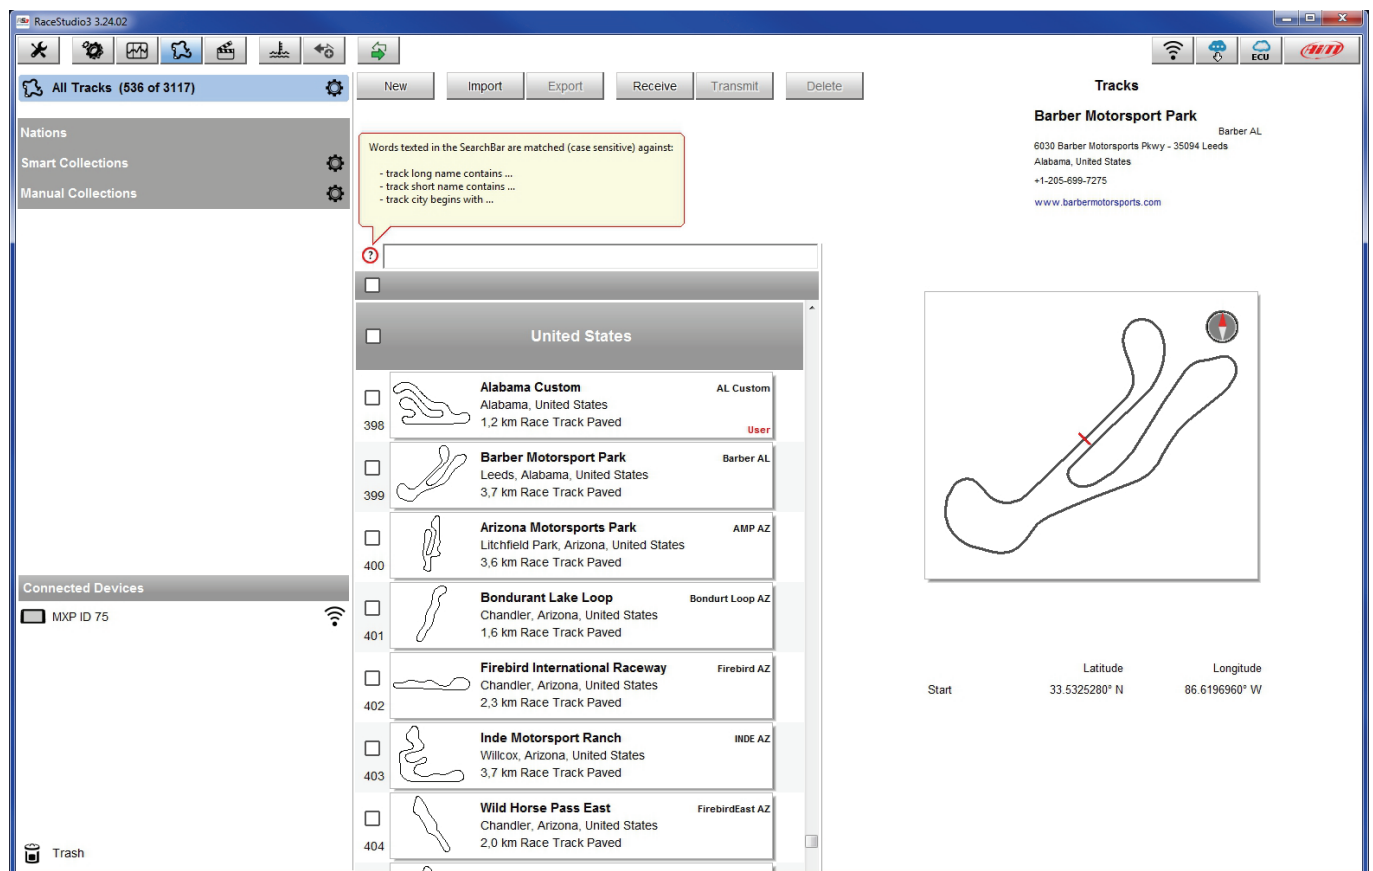 RaceStudio3 3.24.02
ECU
AiM
All Tracks (536 of 3117)
Nations
Smart Collections
Manual Collections
New
Import
Export
Receive
Transmit
Delete
Words texted in the SearchBar are matched (case sensitive) against:
- track long name contains ...
- track short name contains ...
- track city begins with ...
?
United States
Alabama Custom
AL Custom
Alabama, United States
1,2 km Race Track Paved
User
398
Barber Motorsport Park
Barber AL
Leeds, Alabama, United States
3,7 km Race Track Paved
399
Arizona Motorsports Park
AMP AZ
Litchfield Park, Arizona, United States
3,6 km Race Track Paved
400
Bondurant Lake Loop
Bondurt Loop AZ
Chandler, Arizona, United States
1,6 km Race Track Paved
401
Firebird International Raceway
Firebird AZ
Chandler, Arizona, United States
2,3 km Race Track Paved
402
Inde Motorsport Ranch
INDE AZ
Willcox, Arizona, United States
3,7 km Race Track Paved
403
Wild Horse Pass East
FirebirdEast AZ
Chandler, Arizona, United States
2,0 km Race Track Paved
404
Connected Devices
MXP ID 75
Trash
Tracks
Barber Motorsport Park
Barber AL
6030 Barber Motorsports Pkwy - 35094 Leeds
Alabama, United States
+1-205-699-7275
www.barbermotorsports.com
Latitude Longitude
Start 33.5325280° N 86.6196960° W